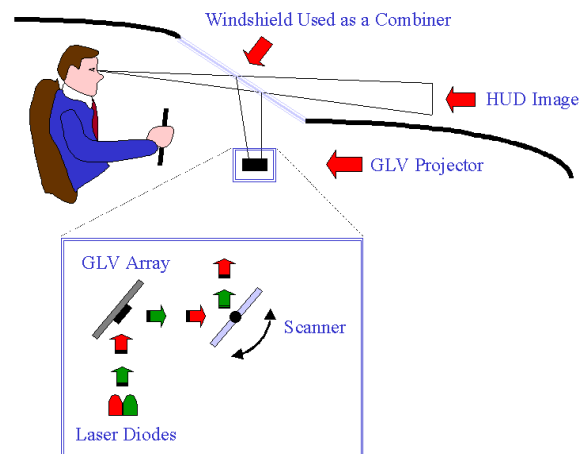 Windshield Used as a Combiner
HUD Image
GLV Projector
GLV Array
Scanner
Laser Diodes